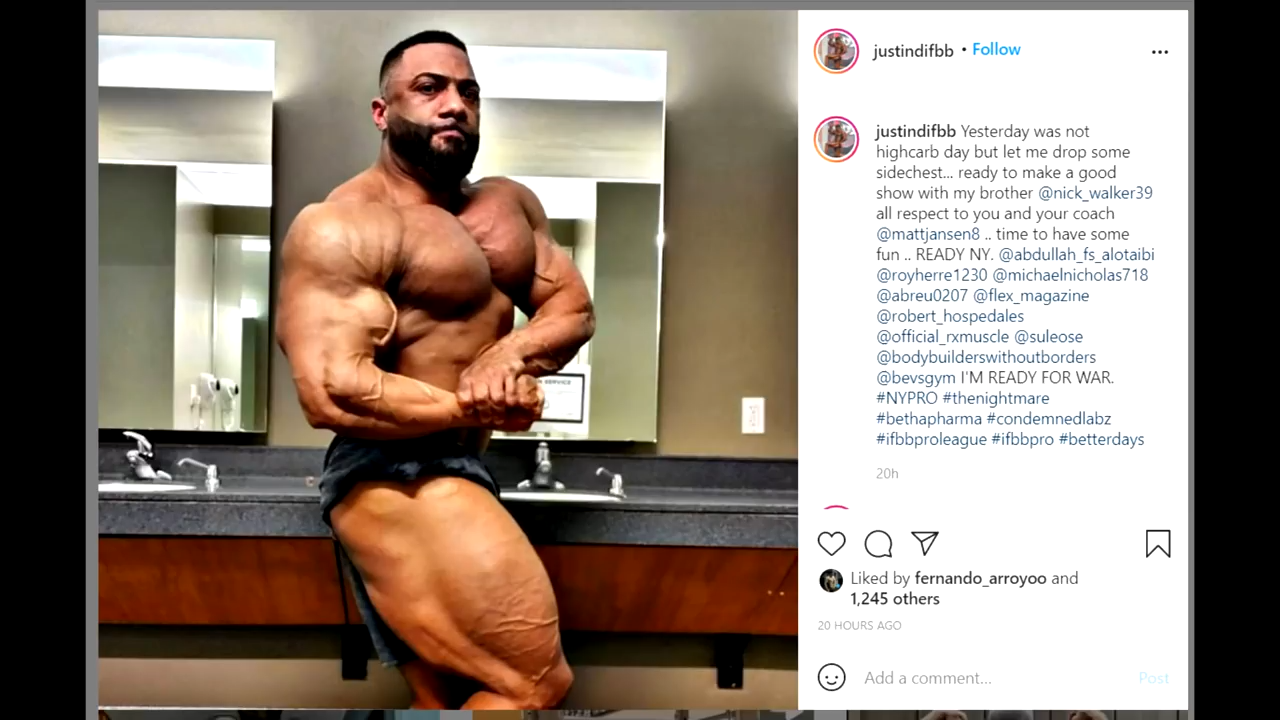 justindifbb • Follow
justindifbb Yesterday was not
highcarb day but let me drop some
sidechest... ready to make a good
show with my brother @nick_walker39
all respect to you and your coach
@mattjansen8 .. time to have some
fun .. READY NY. @abdullah_fs_alotaibi
@royherre1230 @michaelnicholas718
@abreu0207 @flex_magazine
@robert_hospedales
@official_rxmuscle @suleose
@bodybuilderswithoutborders
@bevsgym I'M READY FOR WAR.
#NYPRO #thenightmare
#bethapharma #condemnedlabz
#ifbbproleague #ifbbpro #betterdays
20h
Liked by fernando_arroyoo and
1,245 others
20 HOURS AGO
Add a comment...
Post
SERVICE